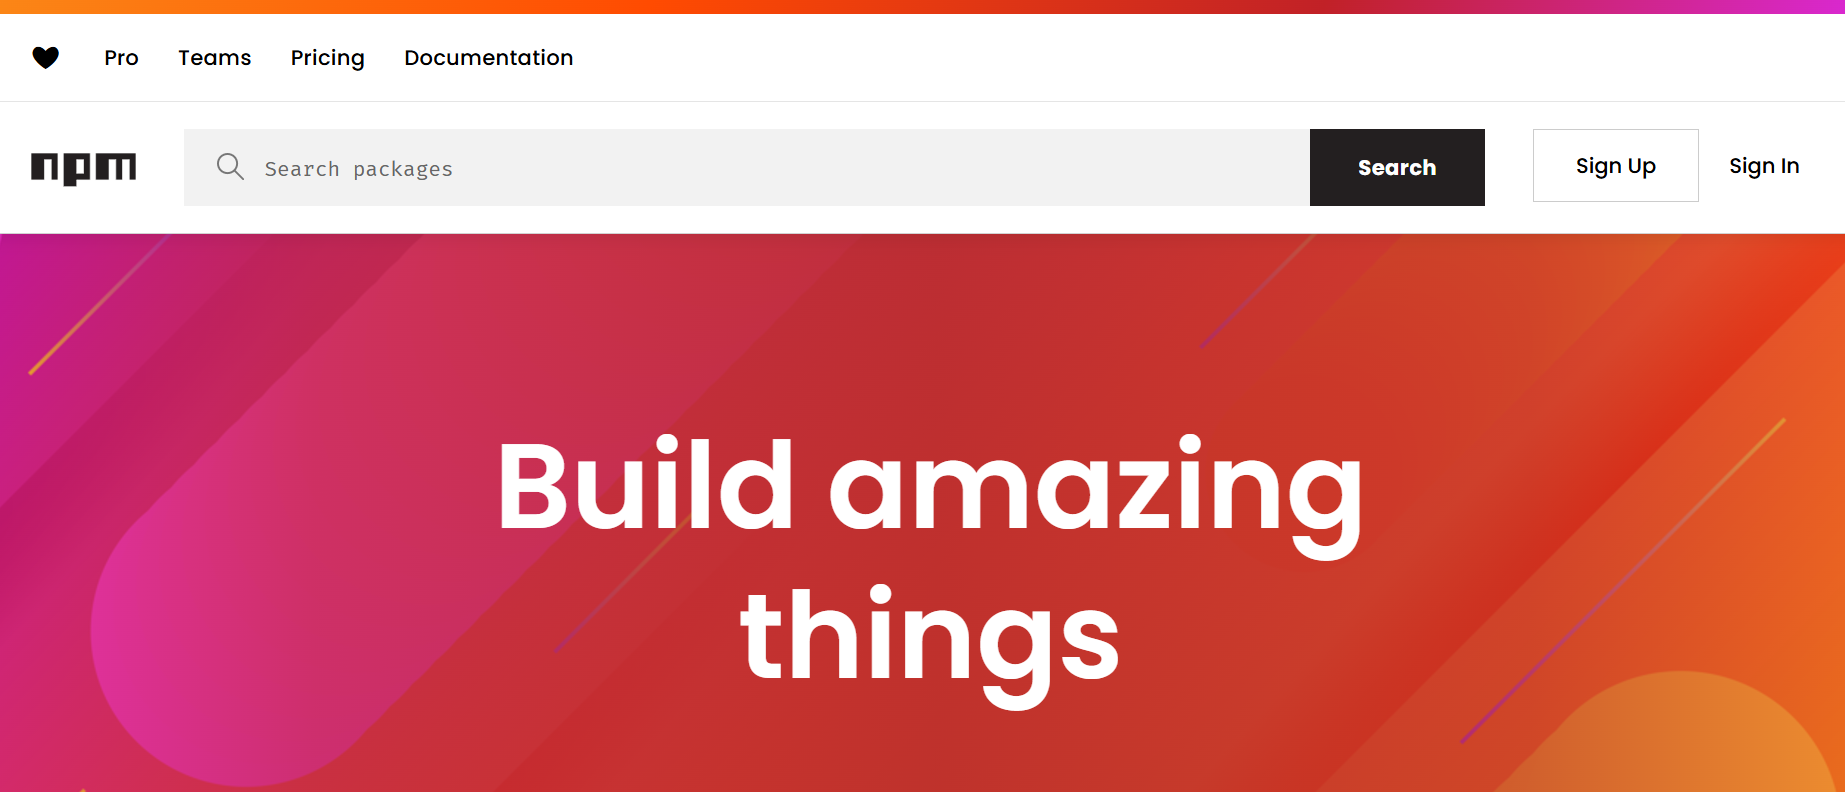 Pro Teams Pricing Documentation
npm Search packages Search Sign Up Sign In
Build amazing
things